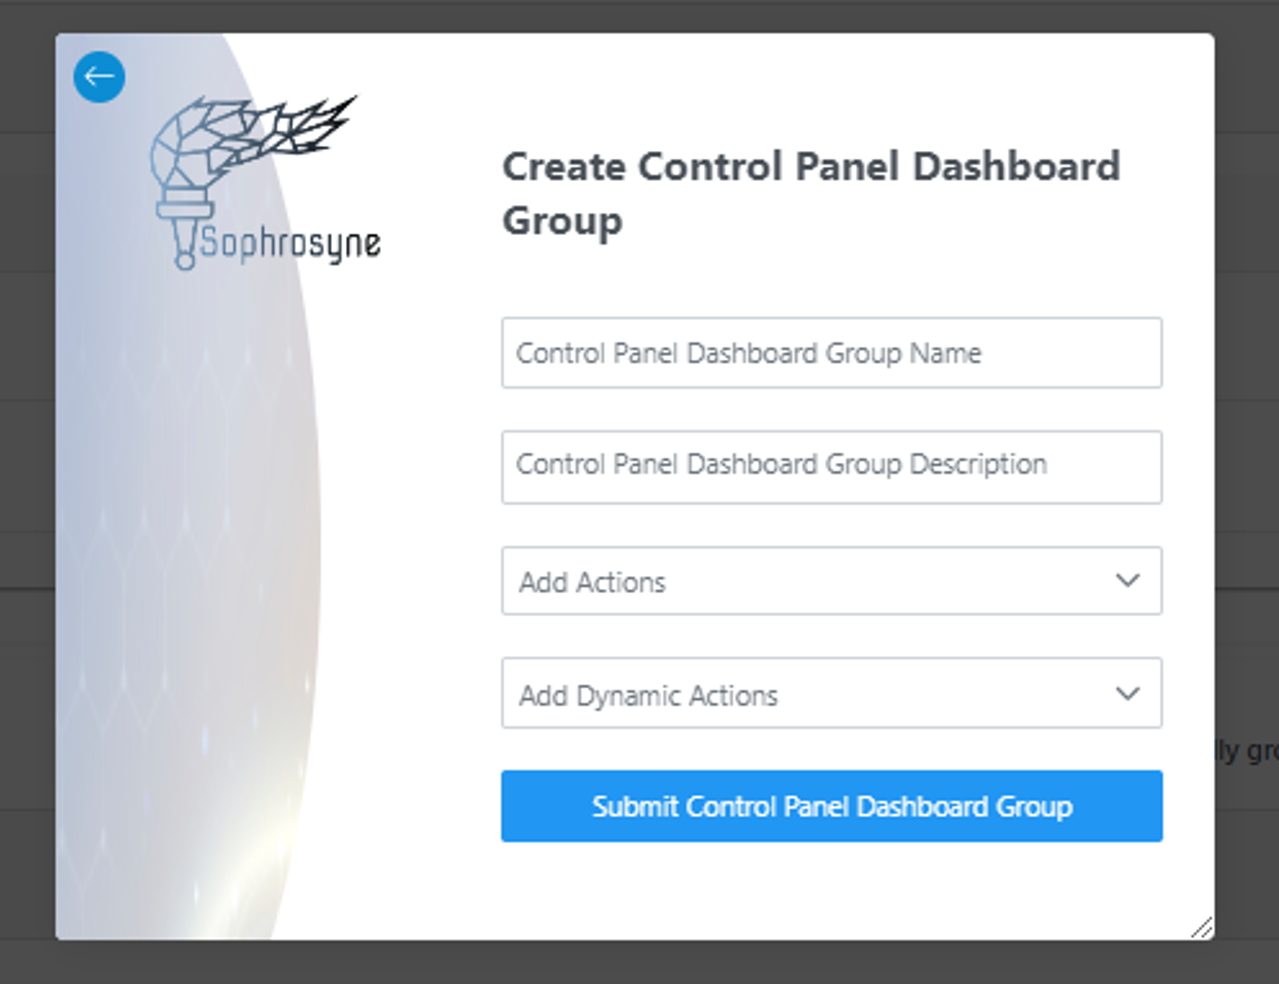 Sophrosyne
Create Control Panel Dashboard
Group
Control Panel Dashboard Group Name
Control Panel Dashboard Group Description
Add Actions
Add Dynamic Actions
lly gro
Submit Control Panel Dashboard Group